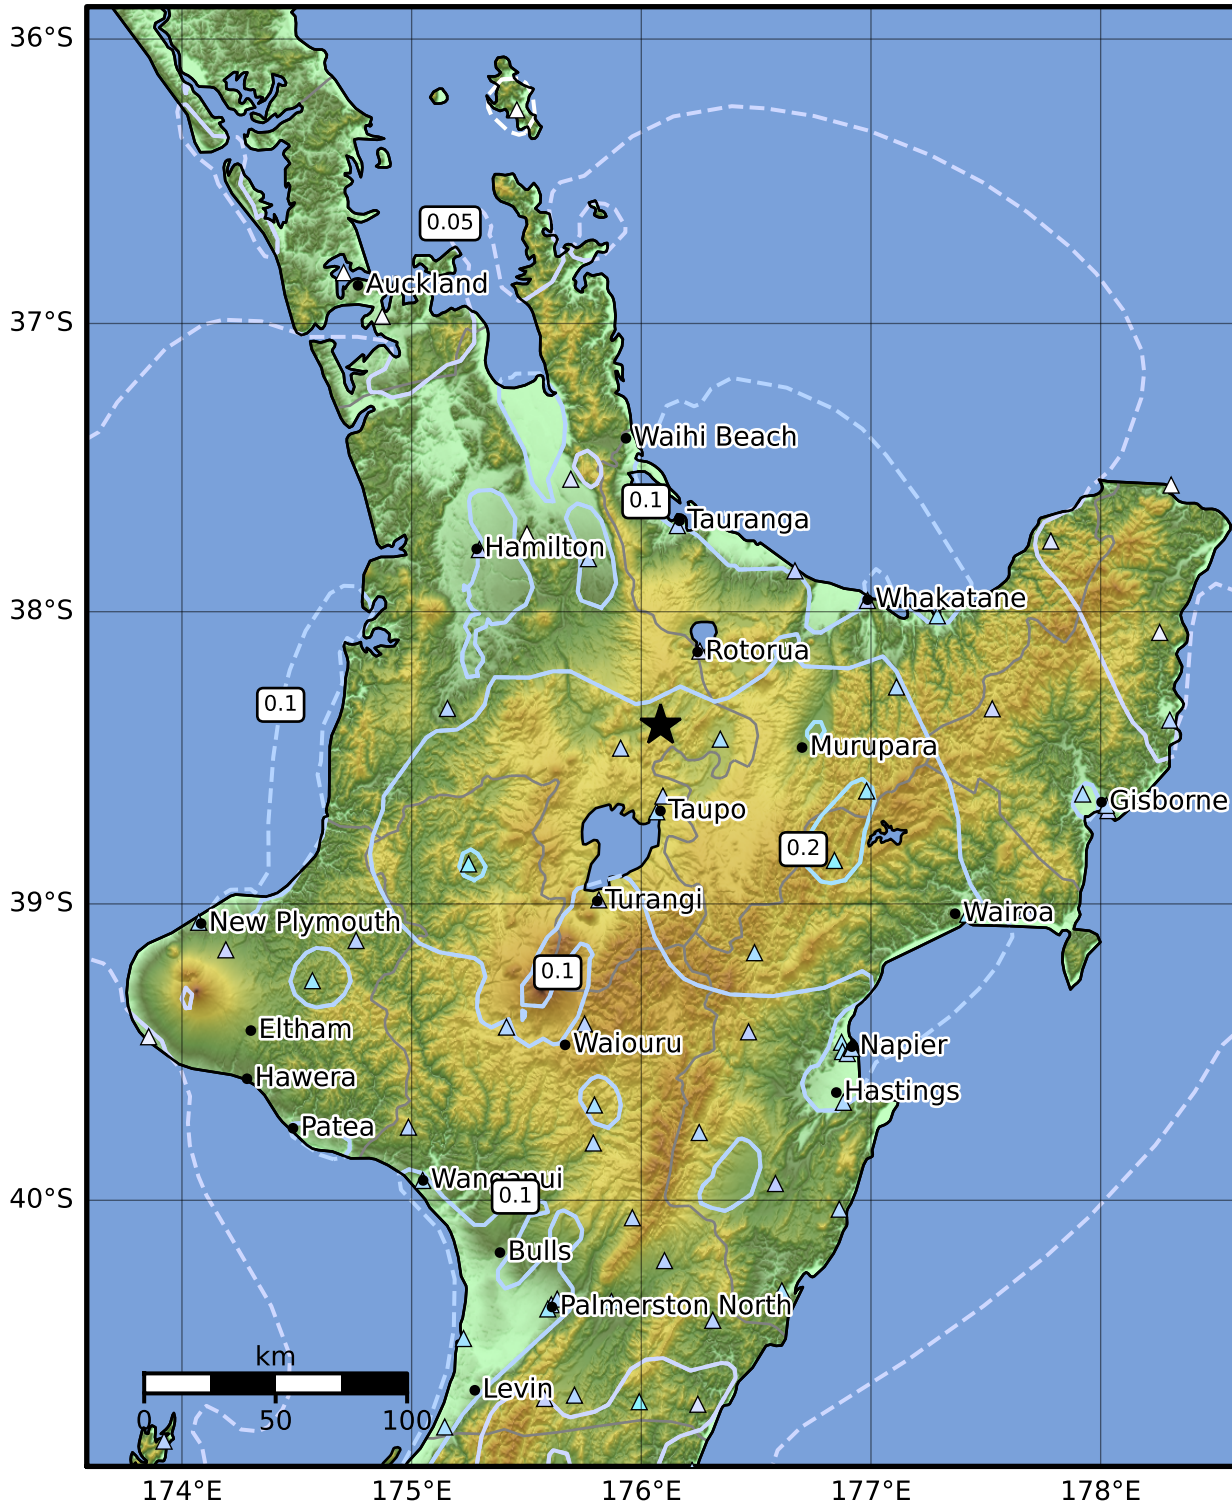 36°S
0.05
Auckland
37°S
Waihi Beach
0.1
Tauranga
Hamilton
Whakatane
38°S
Rotorua
0.1
Murupara
Gisborne
Taupo
0.2
39°S
Turangi
Wairoa
New Plymouth
0.1
Eltham
Waiouru
Napier
Hawera
Hastings
Patea
Wanganui
0.1
40°S
Bulls
Palmerston North
km
Levin
0 50 100
174°E 175°E 176°E 177°E 178°E